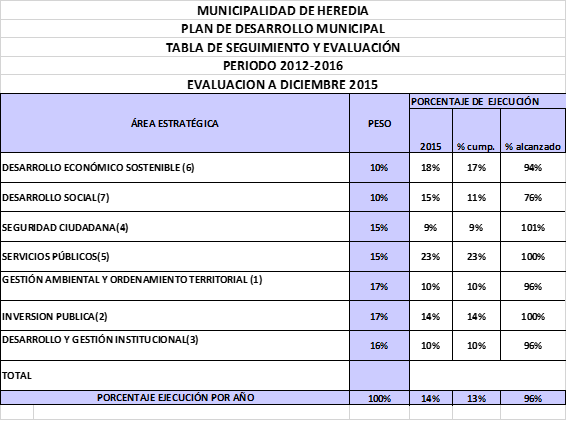 MUNICIPALIDAD DE HEREDIA
PLAN DE DESARROLLO MUNICIPAL
TABLA DE SEGUIMIENTO Y EVALUACIÓN
PERIODO 2012-2016
EVALUACION A DICIEMBRE 2015
ÁREA ESTRATÉGICA PESO PORCENTAJE DE EJECUCIÓN
2015 % cump. % alcanzado
DESARROLLO ECONÓMICO SOSTENIBLE (6) 10% 18% 17% 94%
DESARROLLO SOCIAL(7) 10% 15% 11% 76%
SEGURIDAD CIUDADANA(4) 15% 9% 9% 101%
SERVICIOS PÚBLICOS(5) 15% 23% 23% 100%
GESTIÓN AMBIENTAL Y ORDENAMIENTO TERRITORIAL (1) 17% 10% 10% 96%
INVERSION PUBLICA(2) 17% 14% 14% 100%
DESARROLLO Y GESTIÓN INSTITUCIONAL(3) 16% 10% 10% 96%
TOTAL
PORCENTAJE EJECUCIÓN POR AÑO 100% 14% 13% 96%